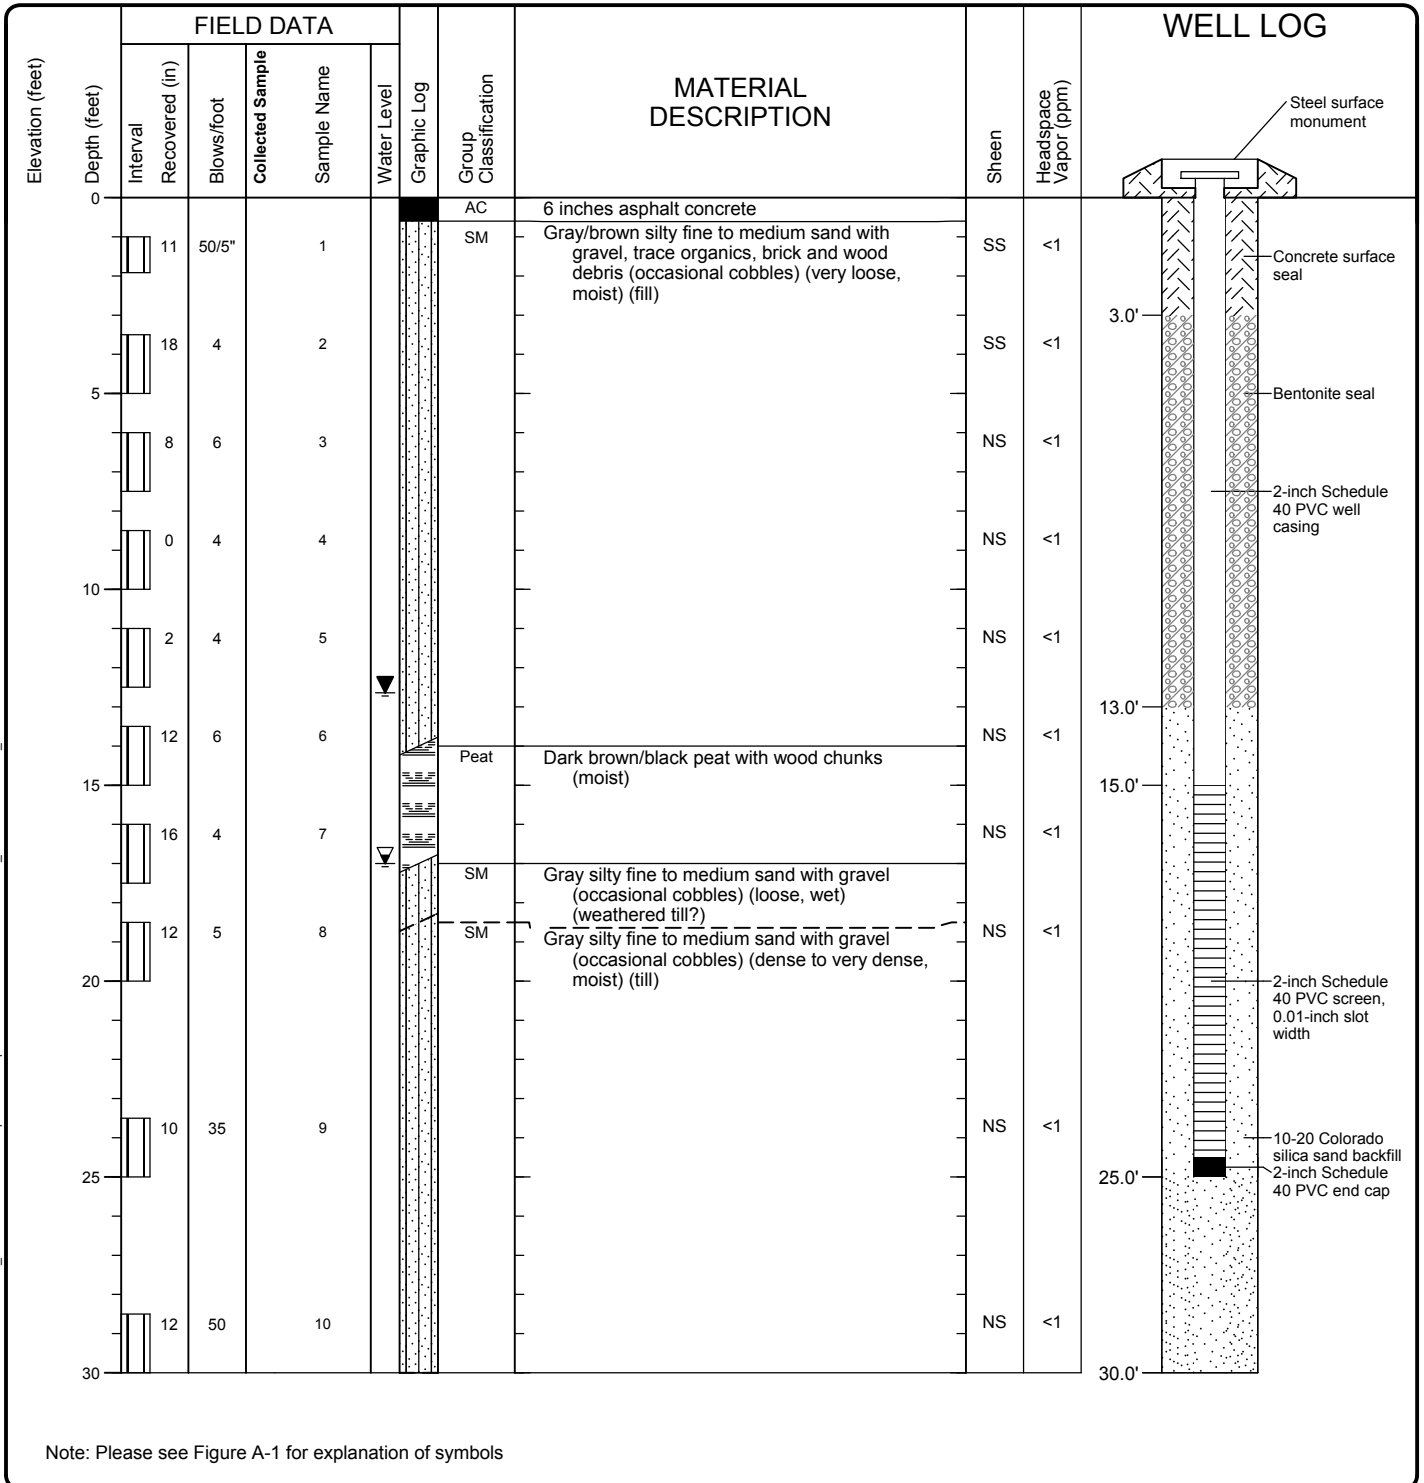 FIELD DATA
WELL LOG
Elevation (feet)
Depth (feet)
Interval
Recovered (in)
Blows/foot
Collected Sample
Sample Name
Water Level
Graphic Log
Group
Classification
MATERIAL
DESCRIPTION
Sheen
Headspace
Vapor (ppm)
Steel surface
monument
0
AC
6 inches asphalt concrete
11 50/5" 1
SM
Gray/brown silty fine to medium sand with
gravel, trace organics, brick and wood
debris (occasional cobbles) (very loose,
moist) (fill)
SS <1
Concrete surface
seal
3.0'
18 4 2 SS <1
5
Bentonite seal
8 6 3 NS <1
2-inch Schedule
40 PVC well
casing
0 4 4 NS <1
10
2 4 5 NS <1
13.0'
12 6 6 NS <1
Peat
Dark brown/black peat with wood chunks
(moist)
15
15.0'
16 4 7 NS <1
SM
Gray silty fine to medium sand with gravel
(occasional cobbles) (loose, wet)
(weathered till?)
12 5 8 NS <1
SM
Gray silty fine to medium sand with gravel
(occasional cobbles) (dense to very dense,
moist) (till)
20
2-inch Schedule
40 PVC screen,
0.01-inch slot
width
10 35 9 NS <1
10-20 Colorado
silica sand backfill
2-inch Schedule
40 PVC end cap
25
25.0'
12 50 10 NS <1
30
30.0'
Note: Please see Figure A-1 for explanation of symbols